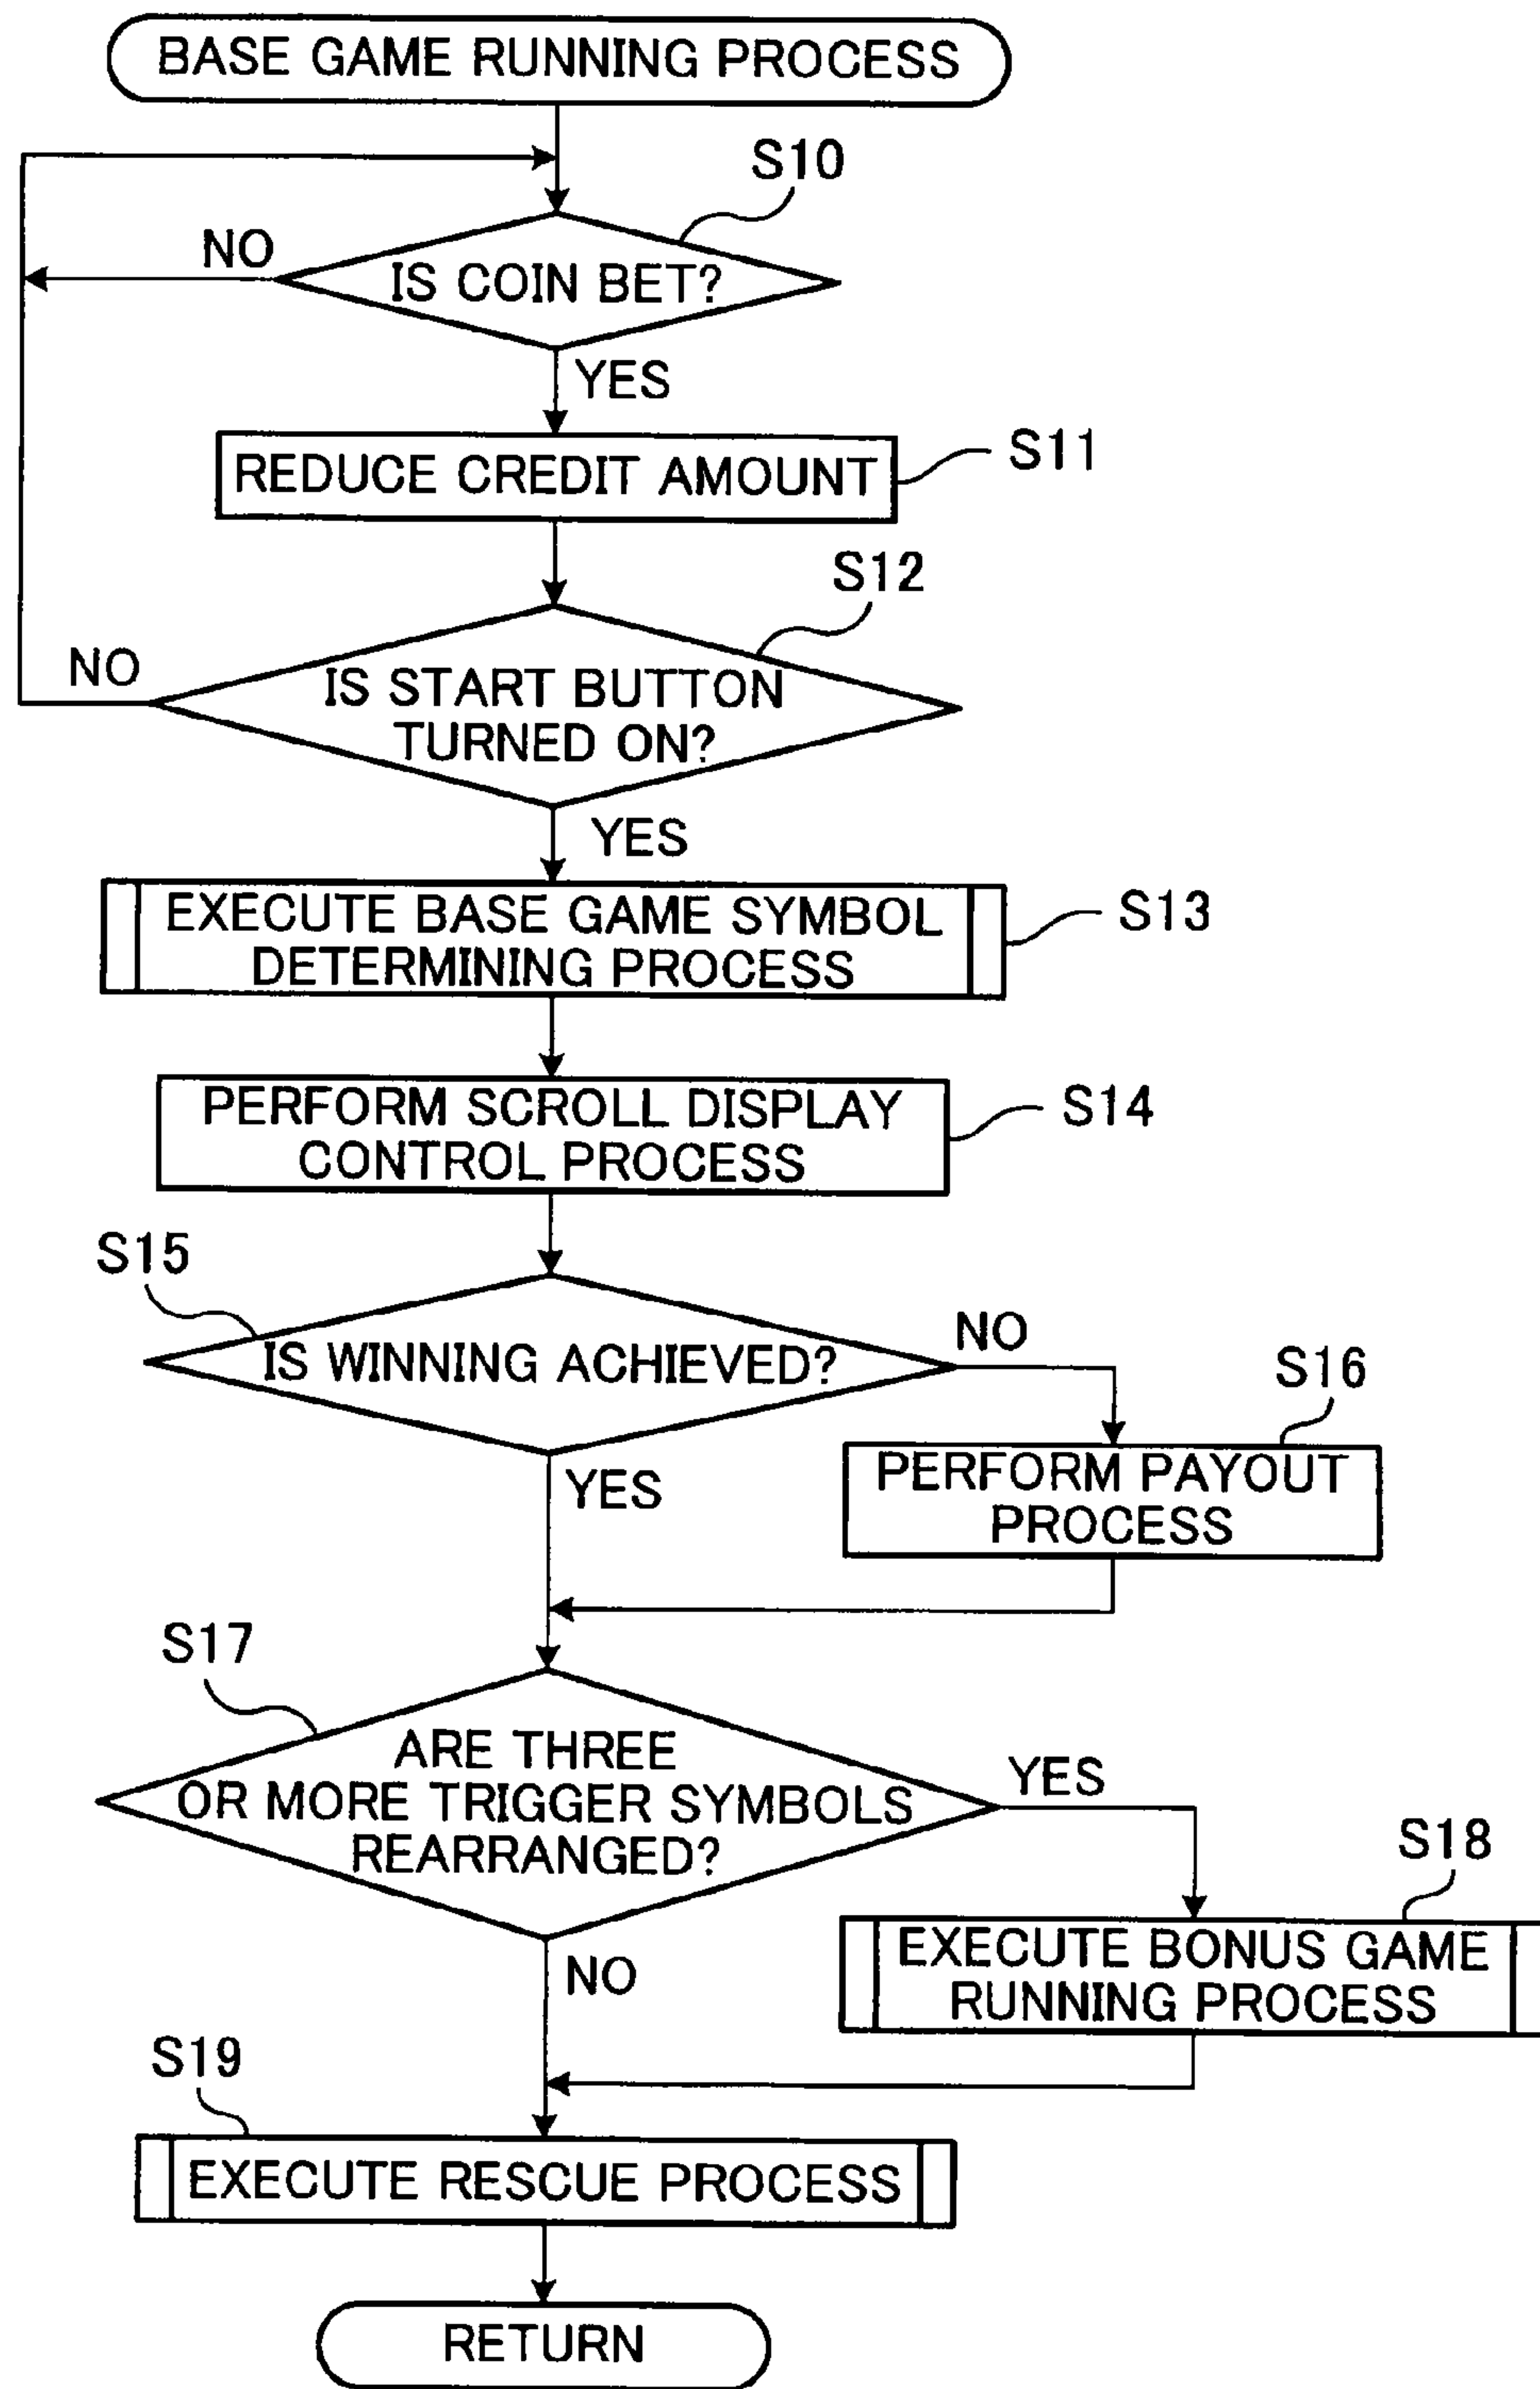 BASE GAME RUNNING PROCESS
S10
NO
IS COIN BET?
YES
S11
REDUCE CREDIT AMOUNT
S12
NO
IS START BUTTON
TURNED ON?
YES
S13
EXECUTE BASE GAME SYMBOL
DETERMINING PROCESS
S14
PERFORM SCROLL DISPLAY
CONTROL PROCESS
S15
IS WINNING ACHIEVED?
NO
S16
YES
PERFORM PAYOUT
PROCESS
S17
ARE THREE
OR MORE TRIGGER SYMBOLS
REARRANGED?
YES
S18
NO
EXECUTE BONUS GAME
RUNNING PROCESS
S19
EXECUTE RESCUE PROCESS
RETURN